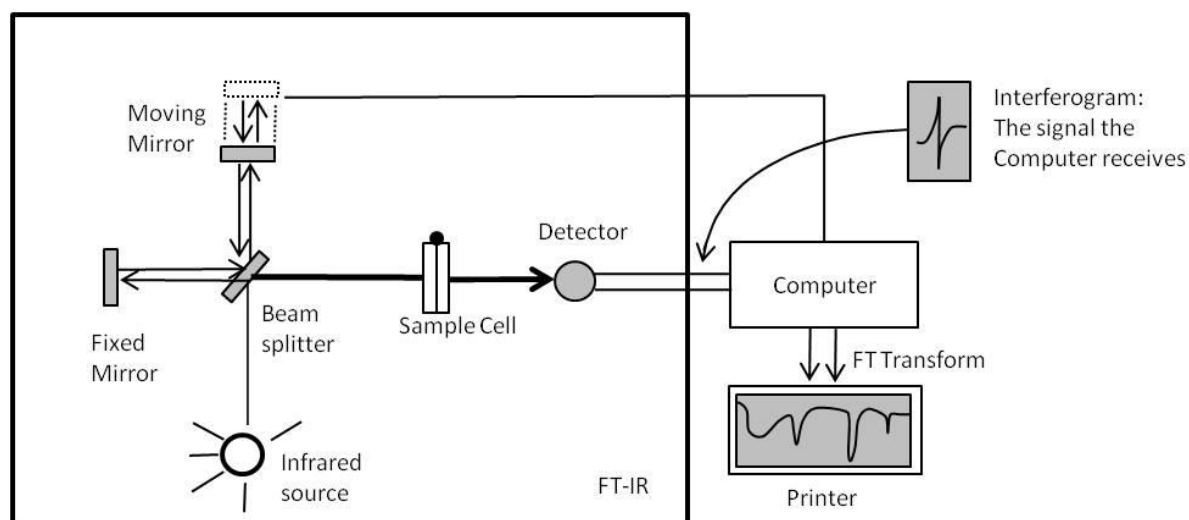 Moving
Mirror
Interferogram:
The signal the
Computer receives
Detector
Computer
Beam
splitter
Sample Cell
Fixed
Mirror
FT Transform
Infrared
source
FT-IR
Printer